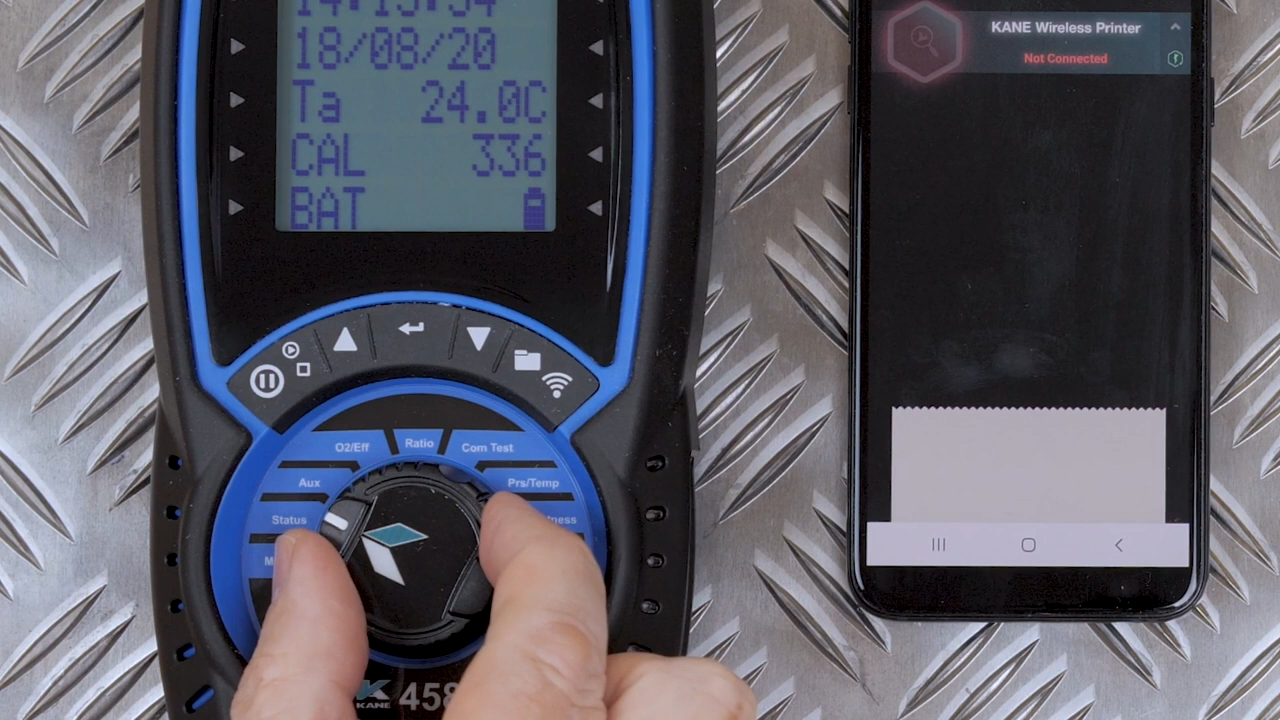 18/08/20
Ta 24.0C
CAL 336
BAT
O2/Eff
Ratio
Com Test
Aux
Prs/Temp
Status
KANE 458
KANE Wireless Printer
Not Connected